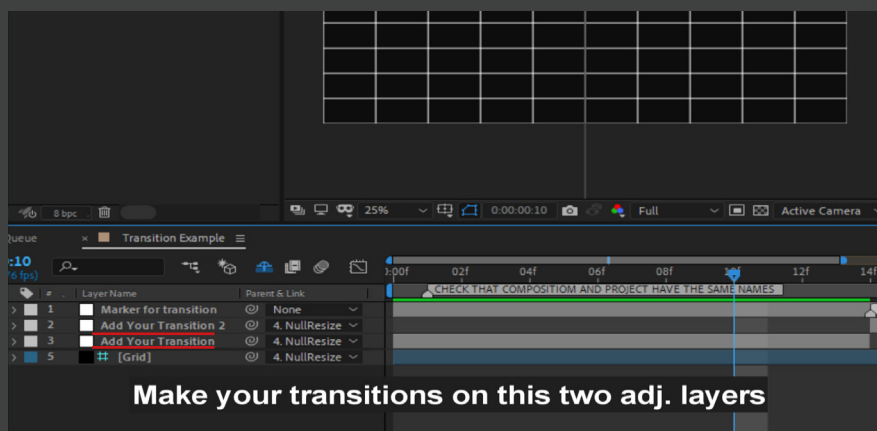 8 bpc
25%
0:00:00:10
Full
Active Camera
Queue
× Transition Example
:10
):00f 02f 04f 06f 08f 10f 12f 14f
# . Layer Name Parent & Link
CHECK THAT COMPOSITIOM AND PROJECT HAVE THE SAME NAMES
1 Marker for transition None
2 Add Your Transition 2 4. NullResize
3 Add Your Transition 4. NullResize
5 [Grid] 4. NullResize
Make your transitions on this two adj. layers